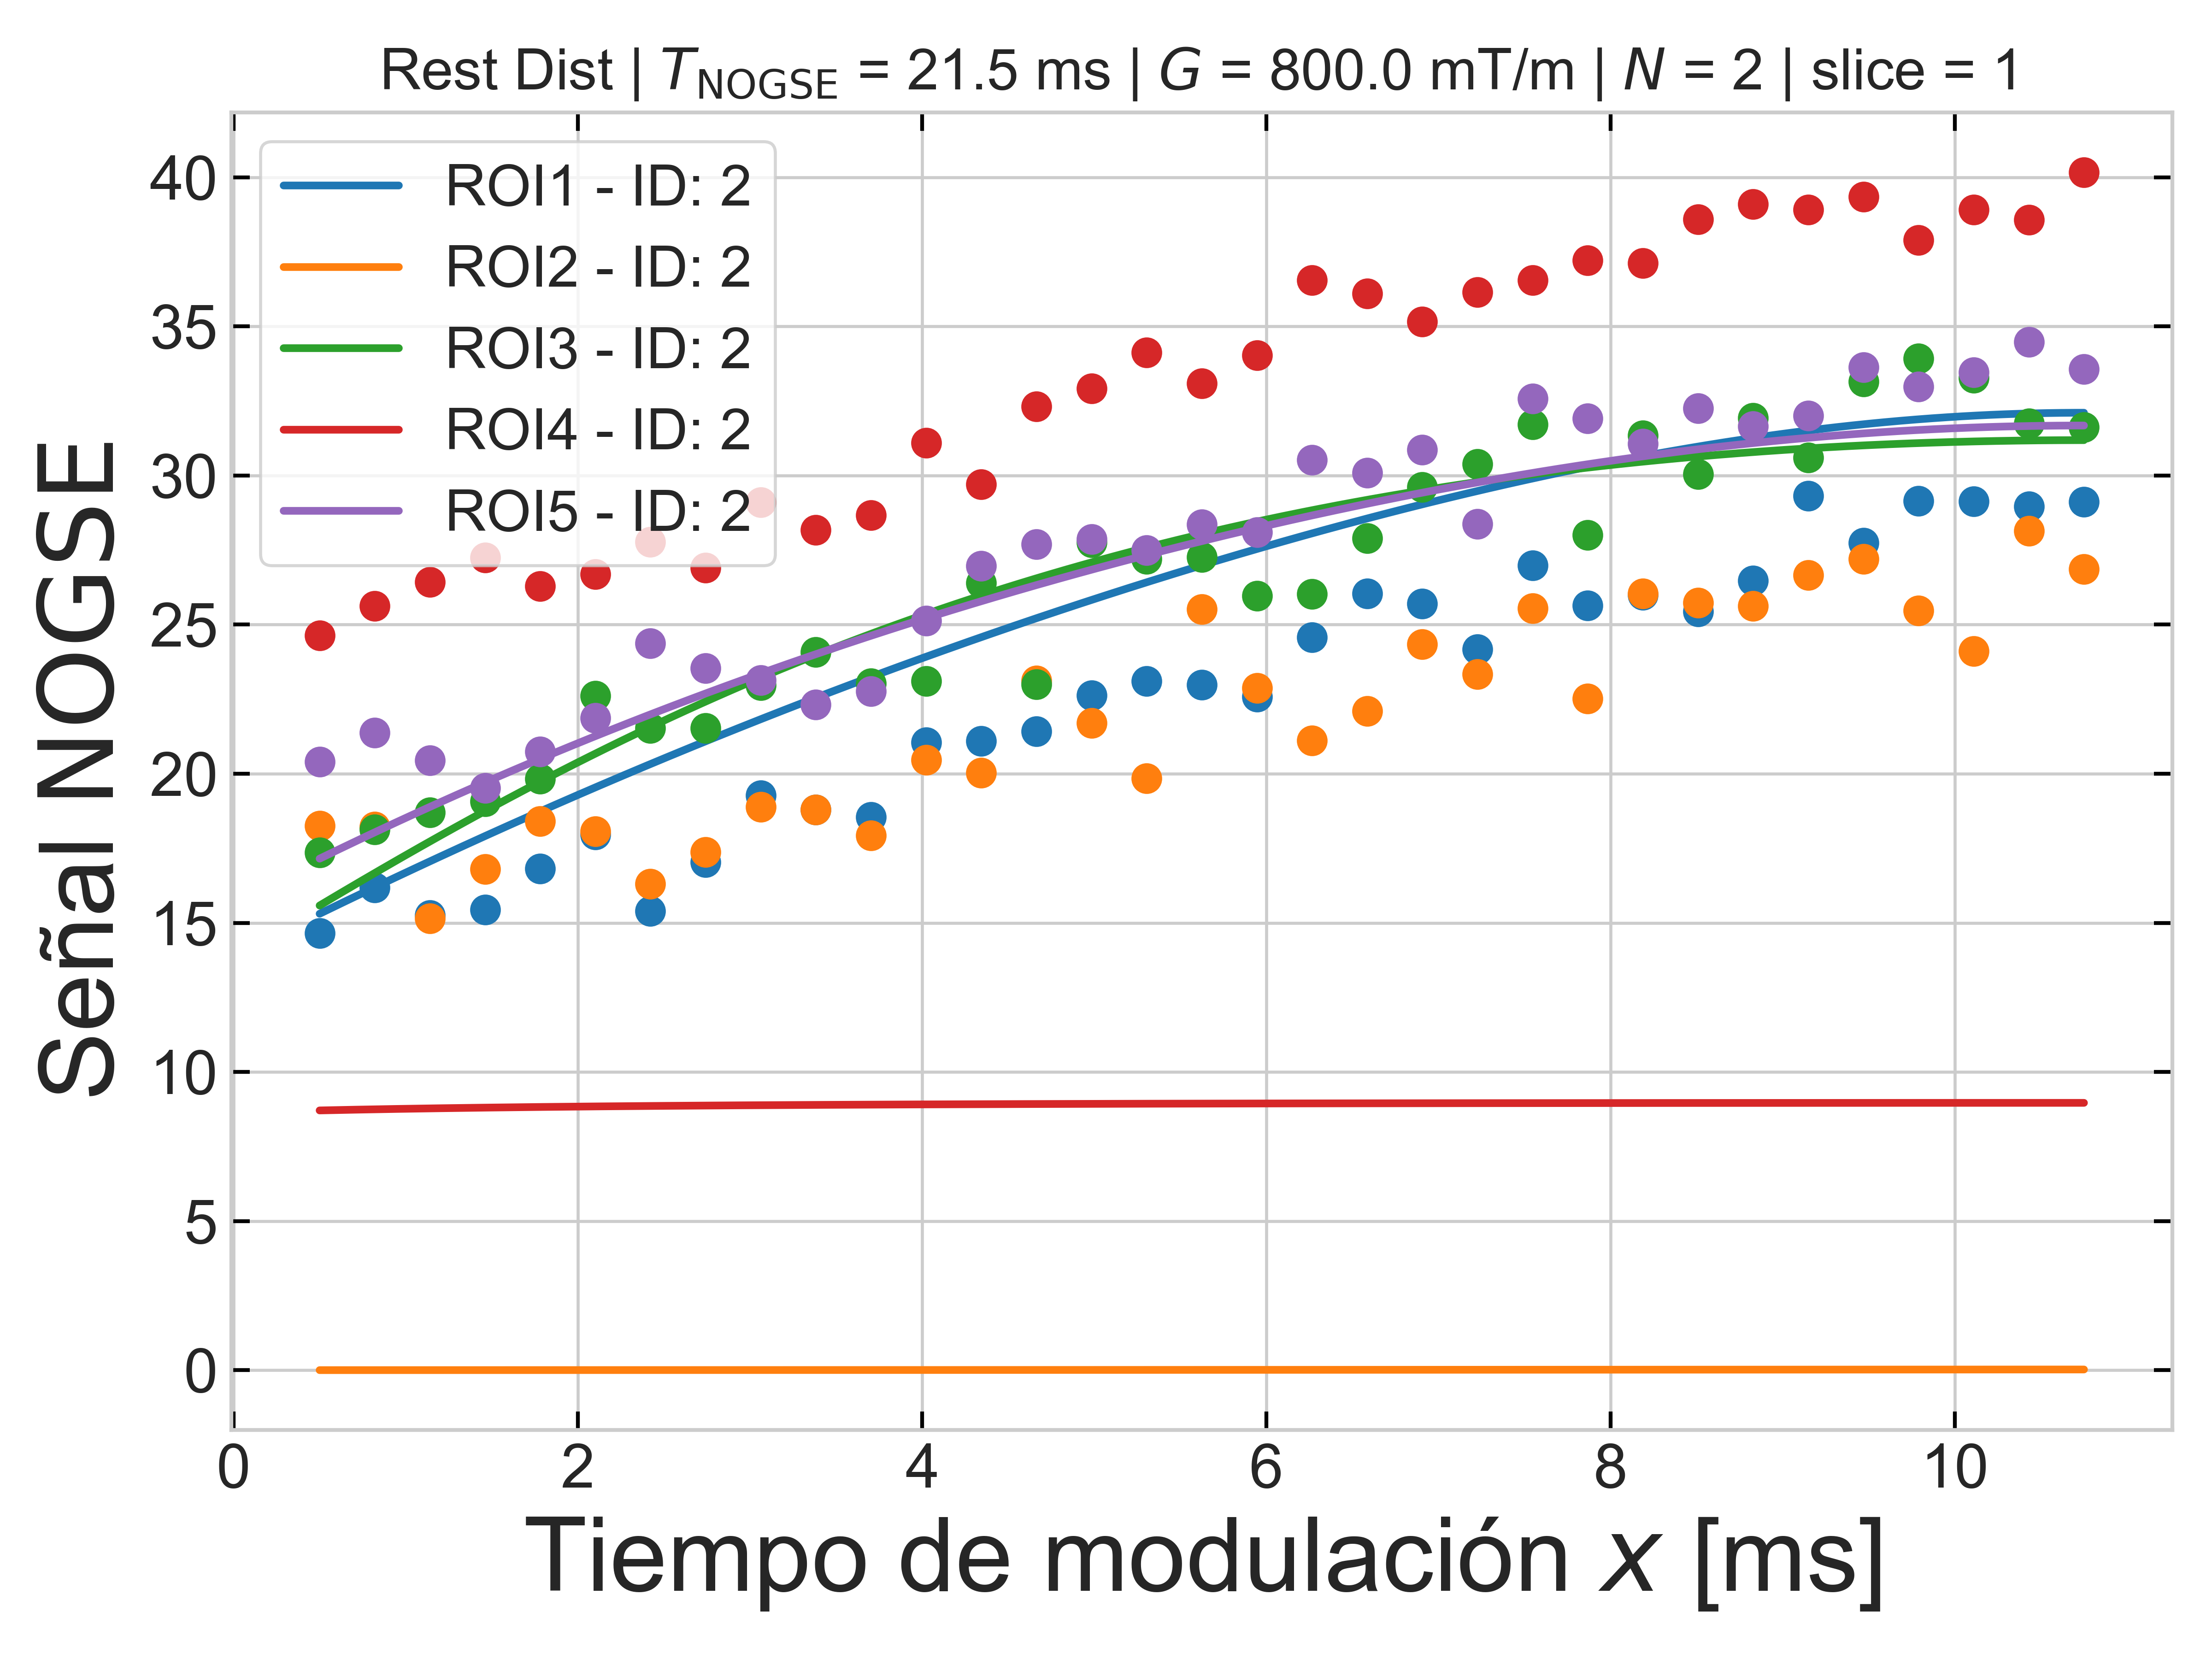 Rest Dist | T_NOGSE = 21.5 ms | G = 800.0 mT/m | N = 2 | slice = 1
ROI1 - ID: 2
ROI2 - ID: 2
ROI3 - ID: 2
ROI4 - ID: 2
ROI5 - ID: 2
Señal NOGSE
40
35
30
25
20
15
10
5
0
0 2 4 6 8 10
Tiempo de modulación x [ms]